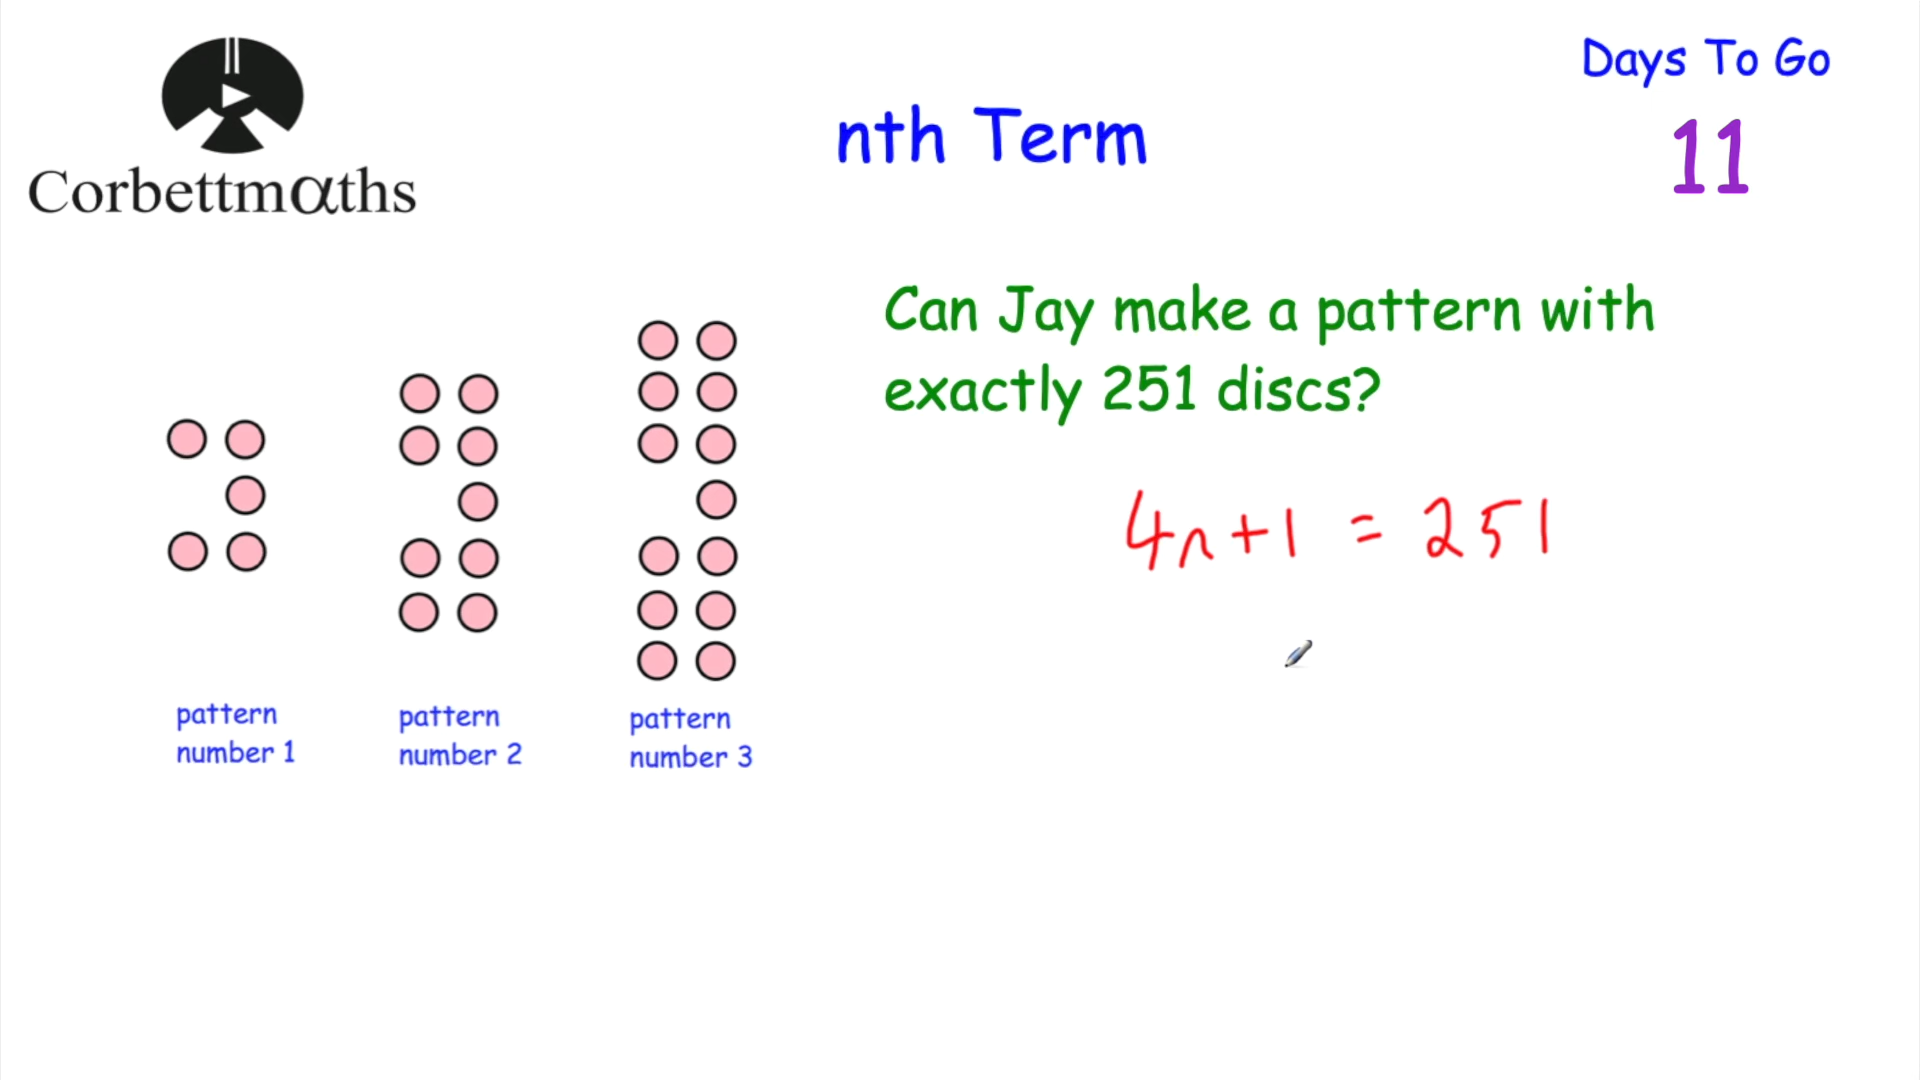 Corbettmαths
nth Term
Days To Go
11
Can Jay make a pattern with
exactly 251 discs?
4n+1 = 251
pattern
number 1
pattern
number 2
pattern
number 3